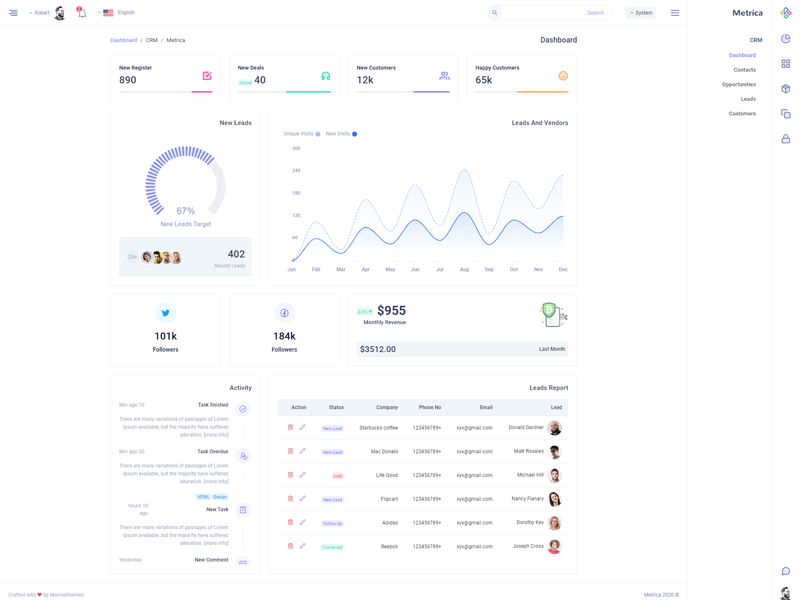 Robert
2
English
Search...
System
Metrica
Dashboard / CRM / Metrica
Dashboard
CRM
Dashboard
Contacts
Opportunities
Leads
Customers
New Register
890
New Deals
40
New Customers
12k
Happy Customers
65k
New Leads
67%
New Leads Target
25+
402
Recent Leads
Leads And Vendors
Unique Visits
New Visits
300
240
180
120
60
0
Jan Feb Mar Apr May Jun Jul Aug Sep Oct Nov Dec
101k
Followers
184k
Followers
$955
Monthly Revenue
$3512.00
Last Month
Activity
Min ago 10
Task finished
There are many variations of passages of Lorem
Ipsum available, but the majority have suffered
alteration. [more info]
Min ago 50
Task Overdue
There are many variations of passages of Lorem
Ipsum available, but the majority have suffered
alteration. [more info]
HTML Design
hours 10
ago
New Task
There are many variations of passages of Lorem
Ipsum available, but the majority have suffered
alteration. [more info]
Yesterday
New Comment
Leads Report
Action Status Company Phone No Email Lead
New Lead Starbucks coffee 123456789+ xyx@gmail.com Donald Gardner
New Lead Mac Donald 123456789+ xyx@gmail.com Matt Rosales
Lost Life Good 123456789+ xyx@gmail.com Michael Hill
New Lead Flipcart 123456789+ xyx@gmail.com Nancy Flanary
Follow Up Adidas 123456789+ xyx@gmail.com Dorothy Key
Converted Reebok 123456789+ xyx@gmail.com Joseph Cross
Crafted with ❤ by Mannatthemes
Metrica 2020 ©